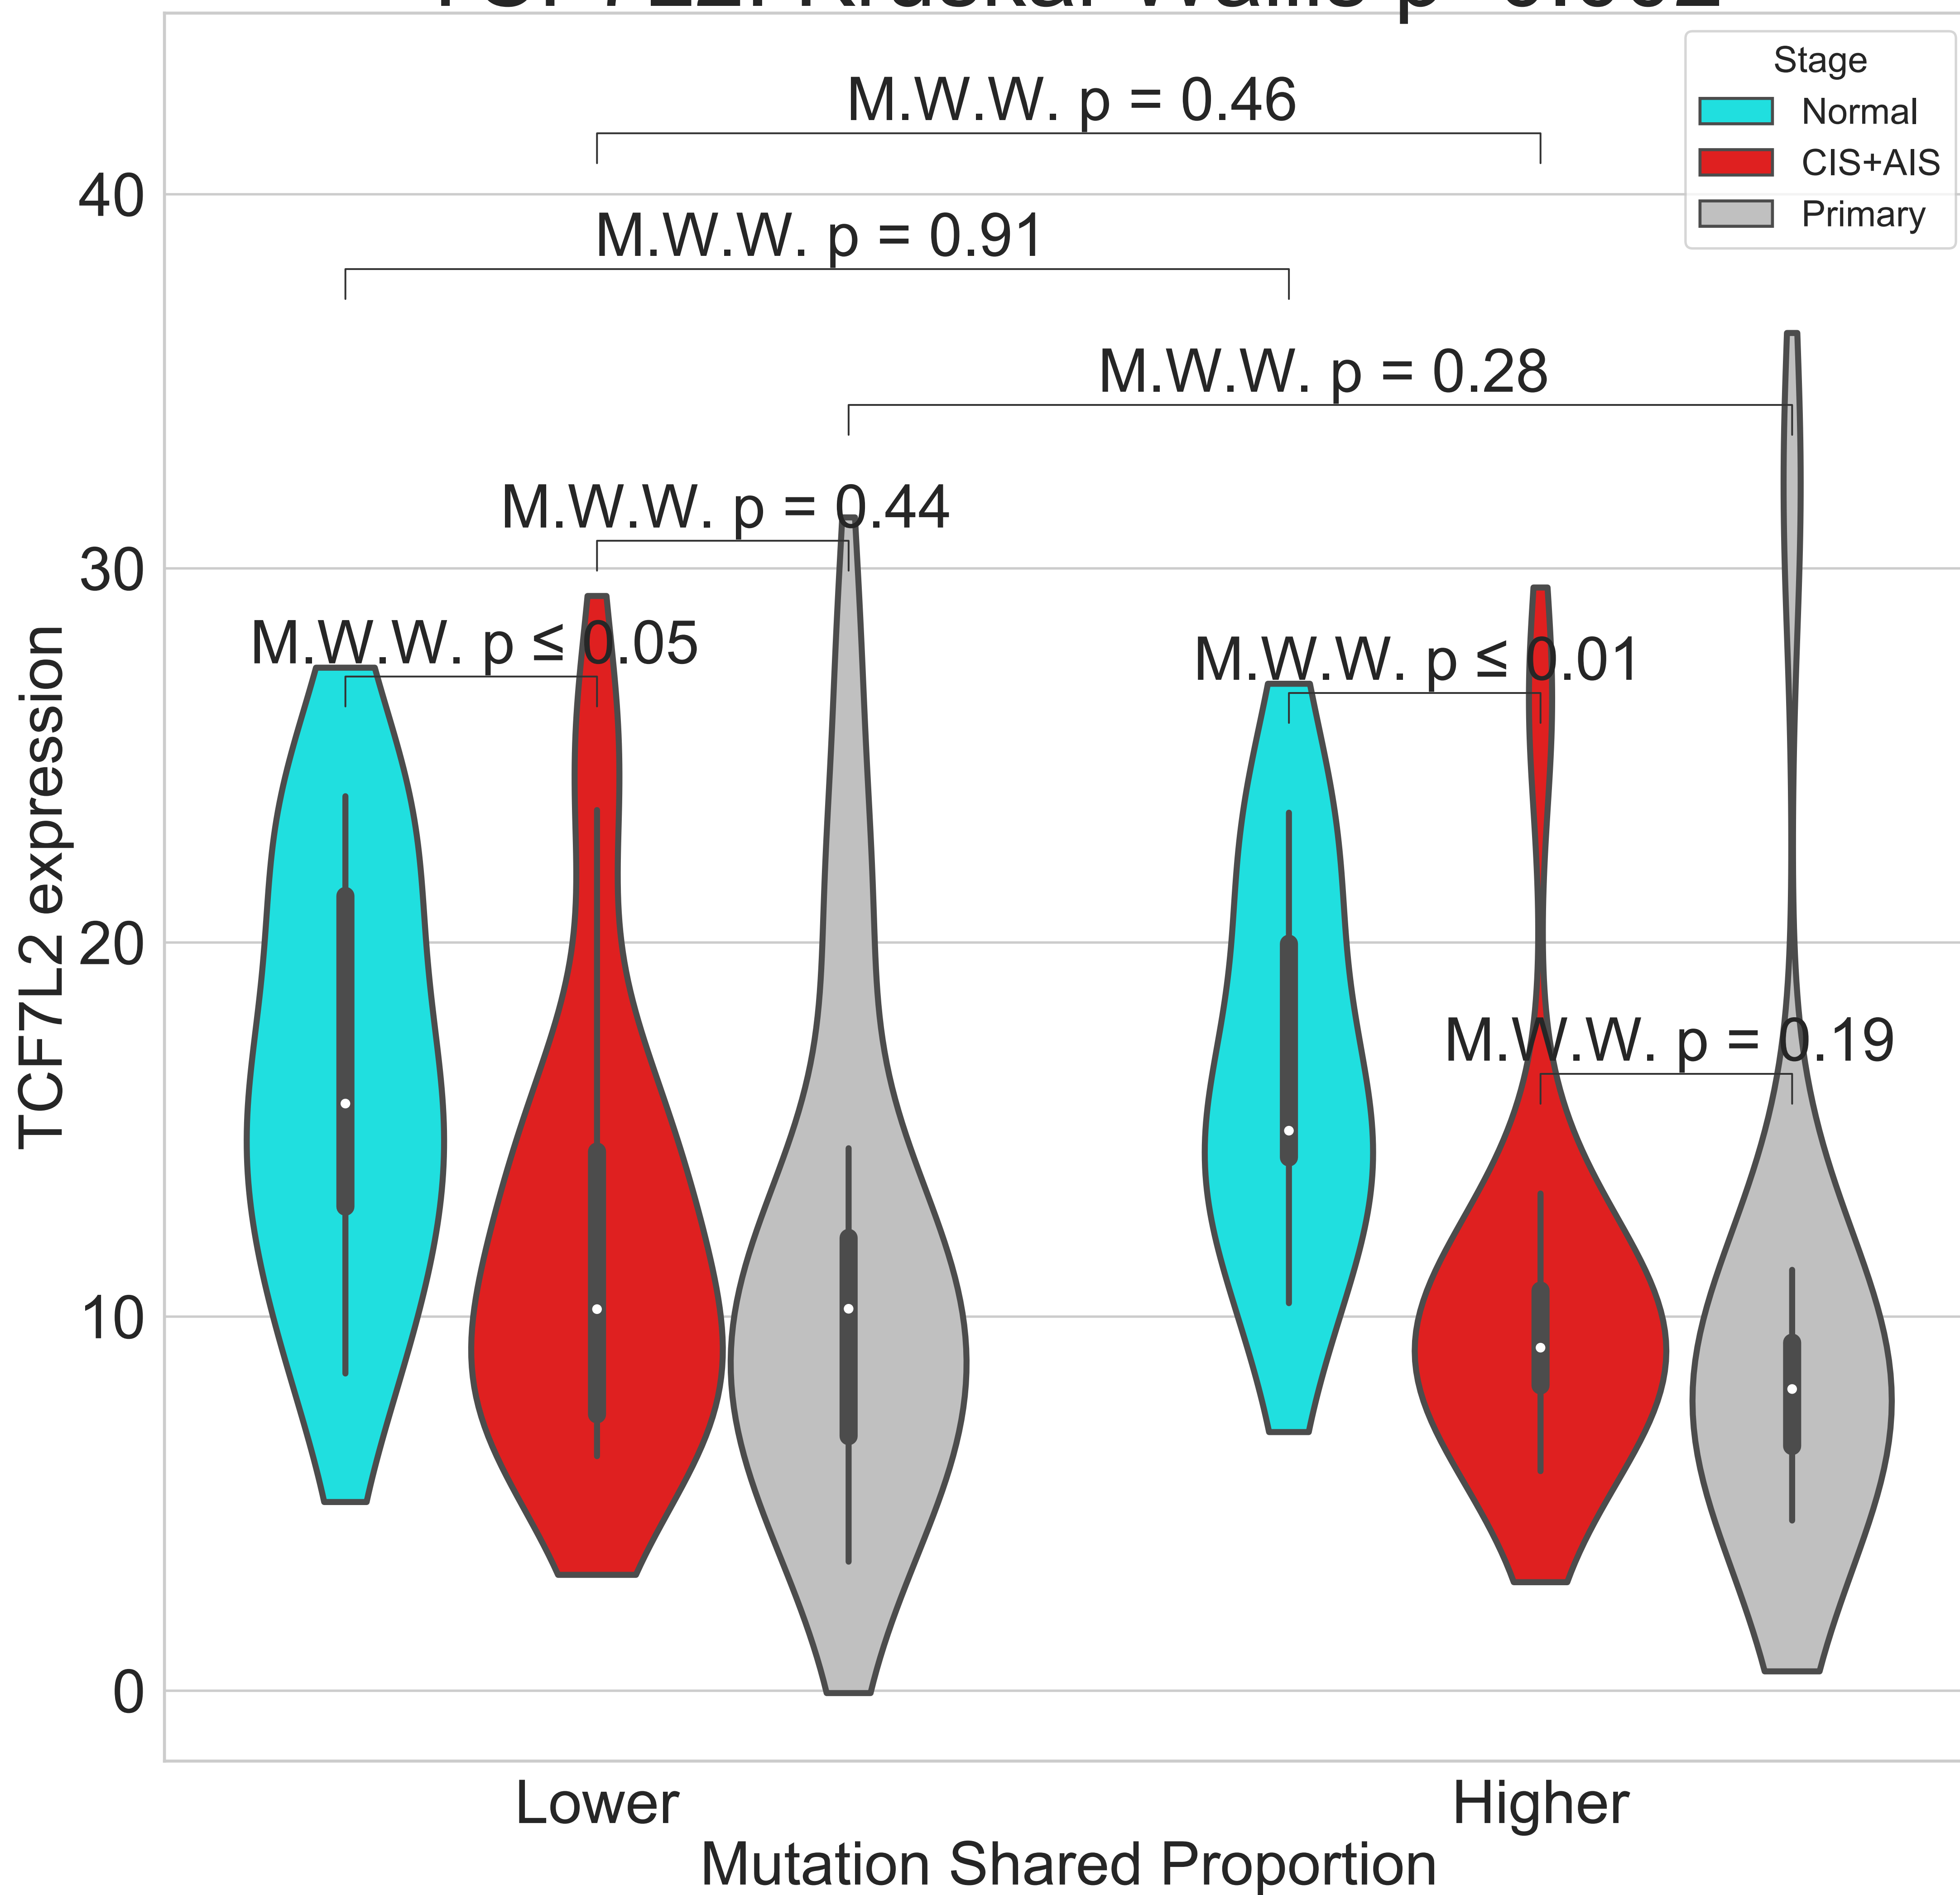 Stage
Normal
CIS+AIS
Primary
M.W.W. p = 0.46
40
M.W.W. p = 0.91
M.W.W. p = 0.28
M.W.W. p = 0.44
30
M.W.W. p ≤ 0.05
M.W.W. p ≤ 0.01
TCF7L2 expression
20
M.W.W. p = 0.19
10
0
Lower
Higher
Mutation Shared Proportion